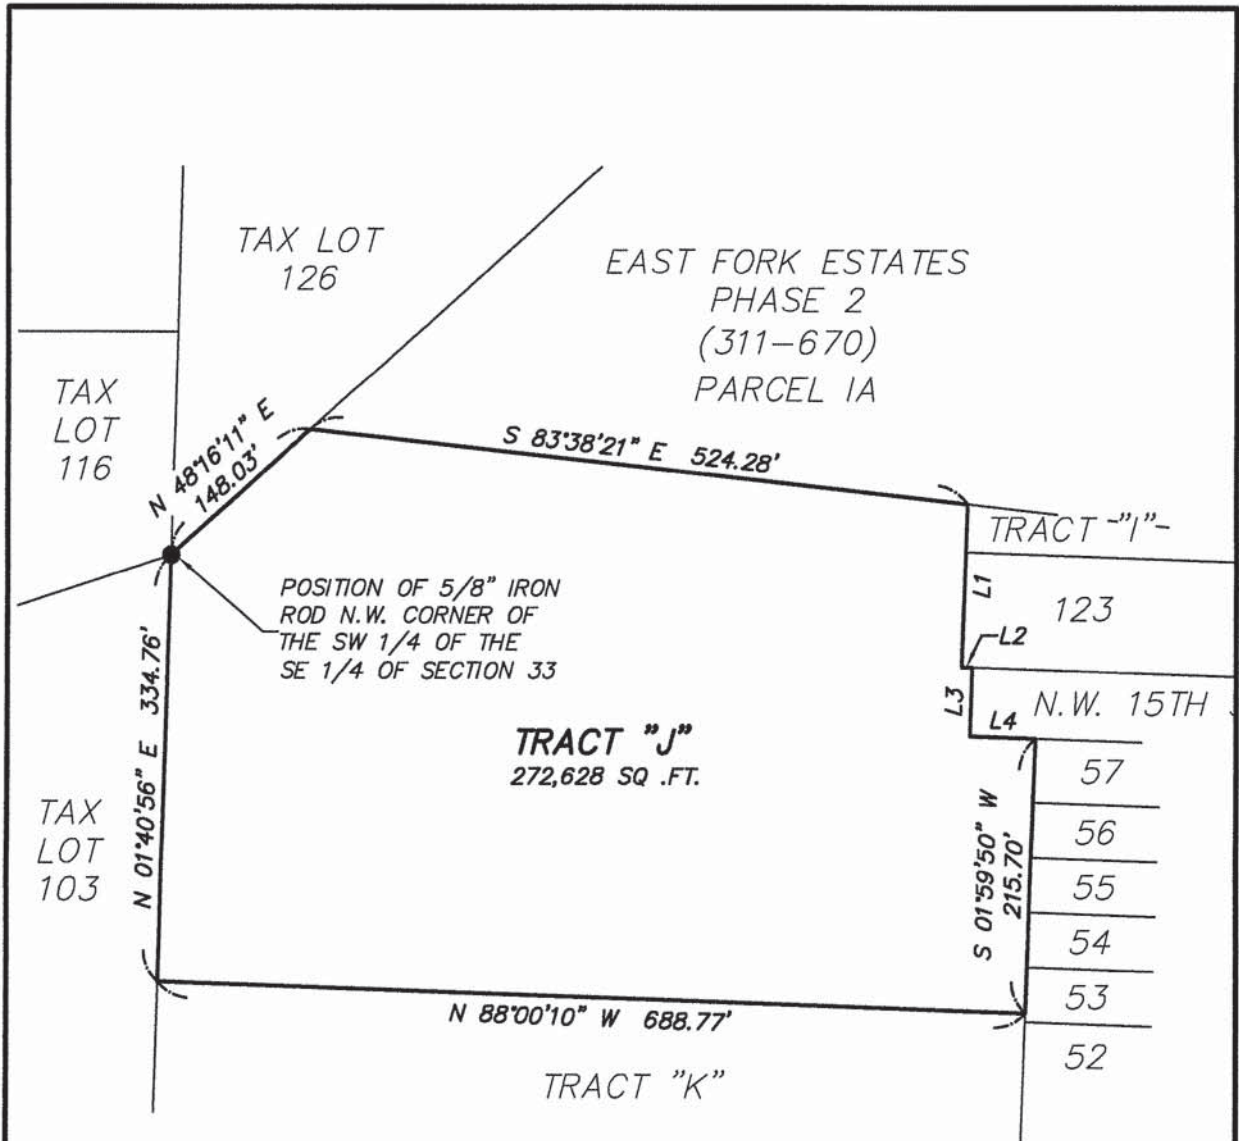 TAX LOT
126
EAST FORK ESTATES
PHASE 2
(311-670)
PARCEL IA
TAX
LOT
116
N 48°16'11" E
148.03'
S 83°38'21" E 524.28'
TRACT "I"
L1
123
POSITION OF 5/8" IRON
ROD N.W. CORNER OF
THE SW 1/4 OF THE
SE 1/4 OF SECTION 33
L2
L3
N.W. 15TH
L4
TRACT "J"
272,628 SQ .FT.
N 01°40'56" E 334.76'
TAX
LOT
103
57
56
55
54
53
52
S 01°59'50" W
215.70'
N 88°00'10" W 688.77'
TRACT "K"